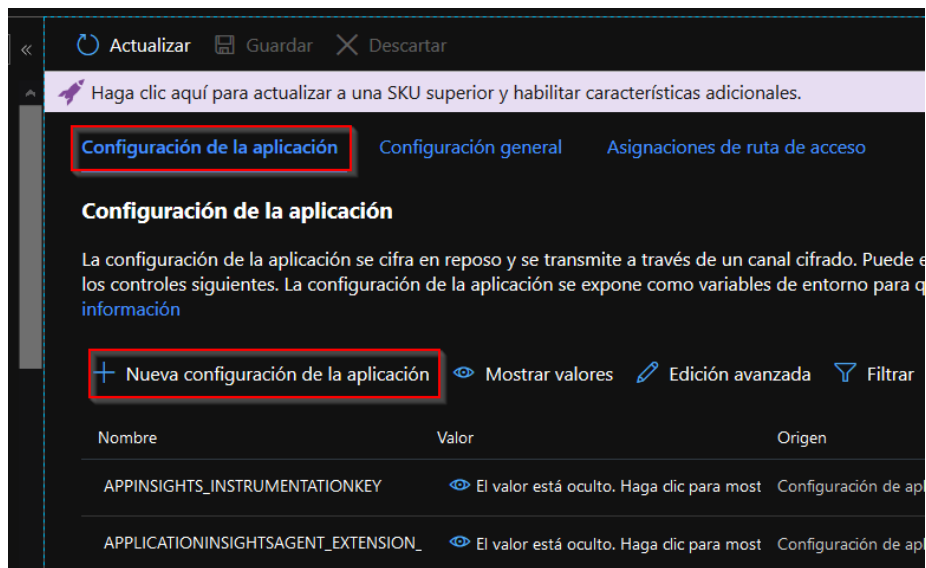 « Actualizar Guardar Descartar
Haga clic aquí para actualizar a una SKU superior y habilitar características adicionales.
Configuración de la aplicación Configuración general Asignaciones de ruta de acceso
Configuración de la aplicación
La configuración de la aplicación se cifra en reposo y se transmite a través de un canal cifrado. Puede e
los controles siguientes. La configuración de la aplicación se expone como variables de entorno para q
información
+ Nueva configuración de la aplicación Mostrar valores Edición avanzada Filtrar
Nombre Valor Origen
APPINSIGHTS_INSTRUMENTATIONKEY El valor está oculto. Haga clic para most Configuración de apl
APPLICATIONINSIGHTSAGENT_EXTENSION_ El valor está oculto. Haga clic para most Configuración de apl